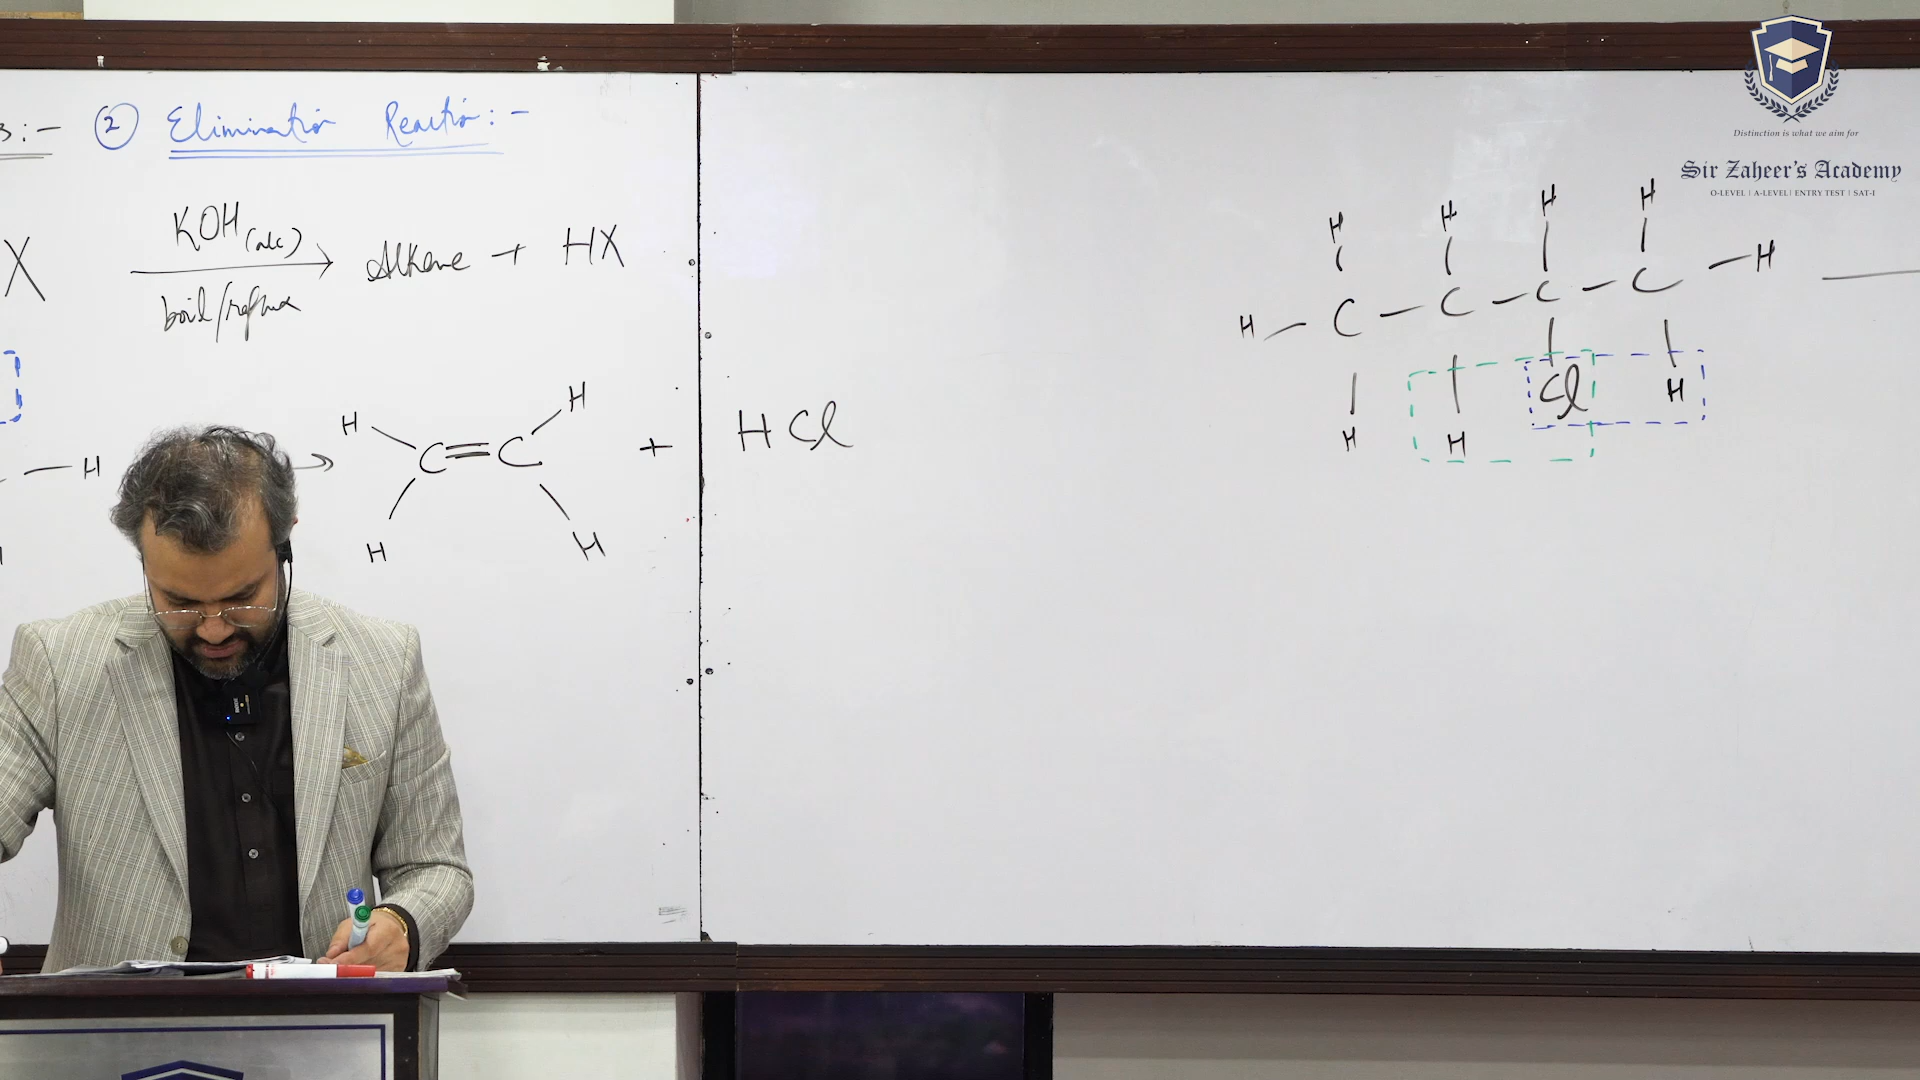 3:- ② Elimination Reaction:-
X KOH(alc) Alkene + HX
boil/reflux
H H
C=C + HCl
H H
H
H H H H
H - C - C - C - C - H
H H Cl H
Distinction is what we aim for
Sir Zaheer's Academy
O-LEVEL | A-LEVEL | ENTRY TEST | SAT-I